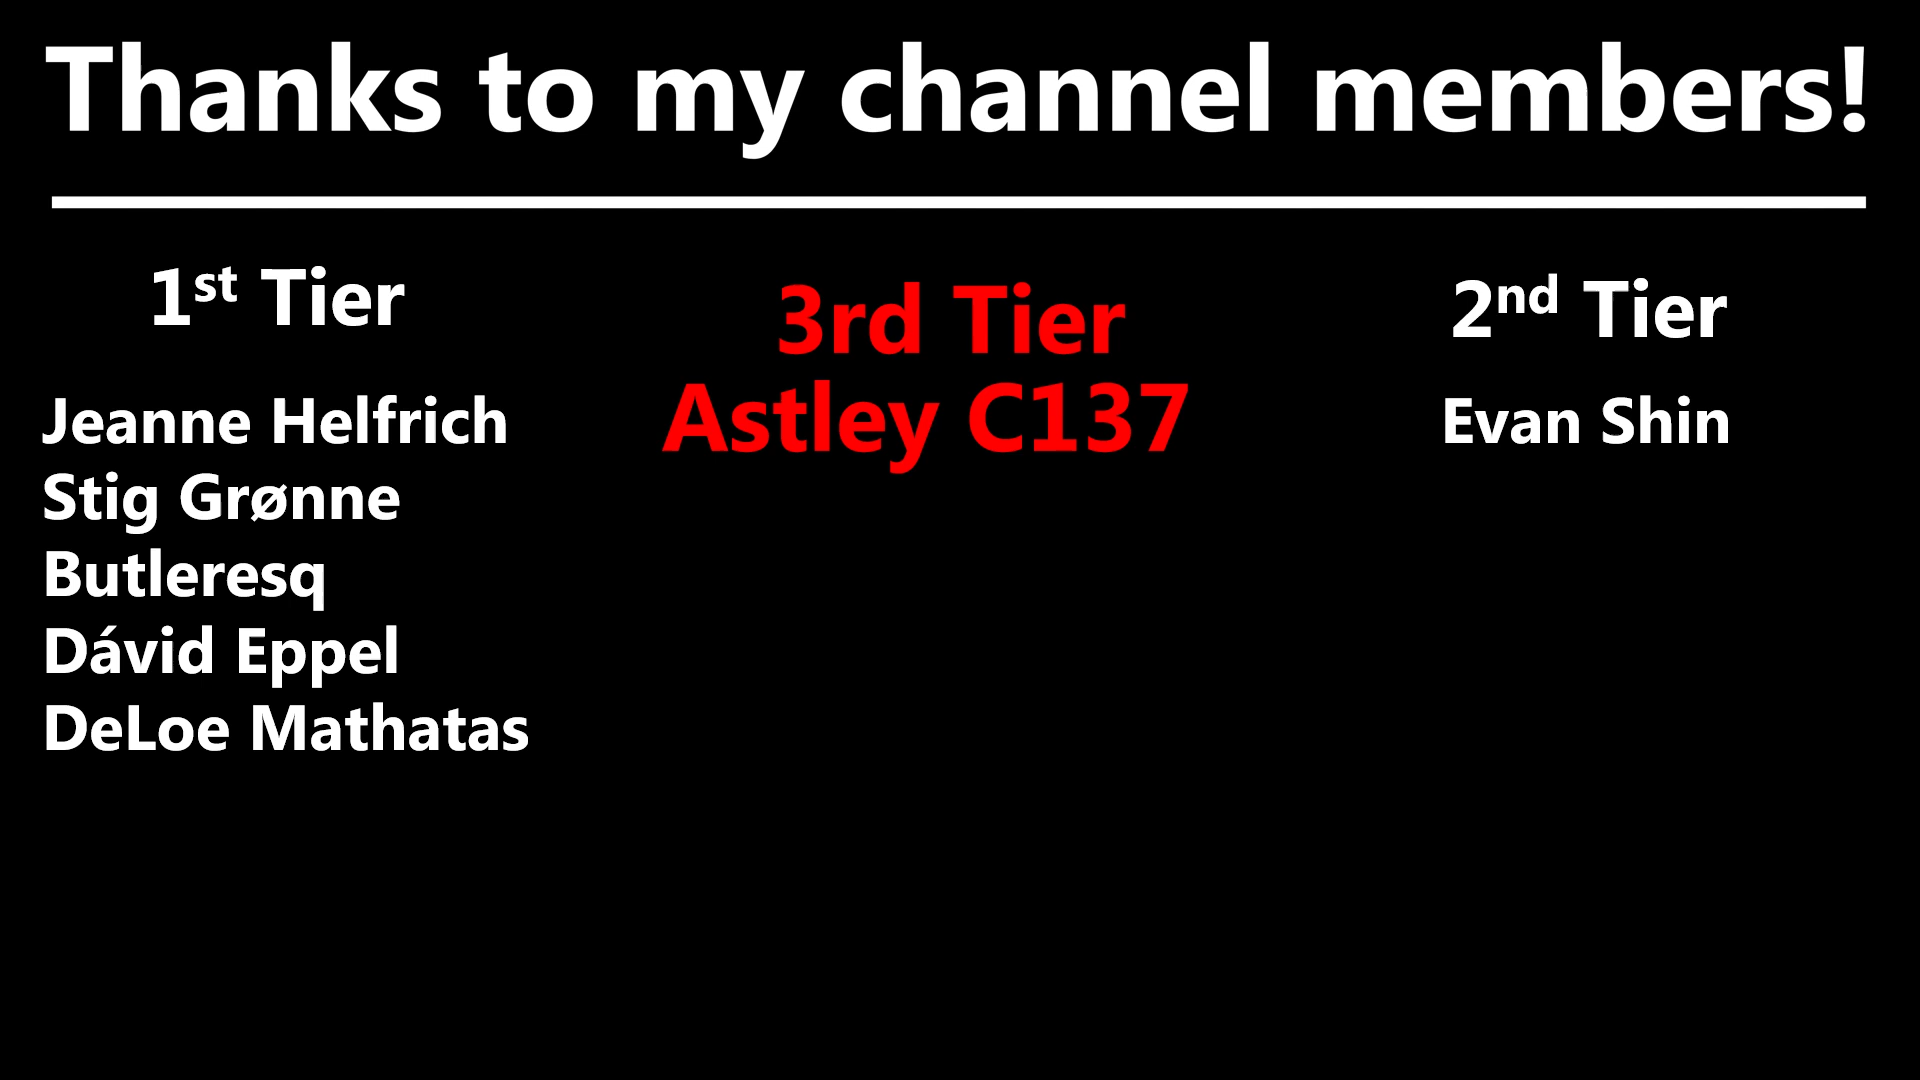 Thanks to my channel members!
1st Tier
Jeanne Helfrich
Stig Grønne
Butleresq
Dávid Eppel
DeLoe Mathatas
3rd Tier
Astley C137
2nd Tier
Evan Shin